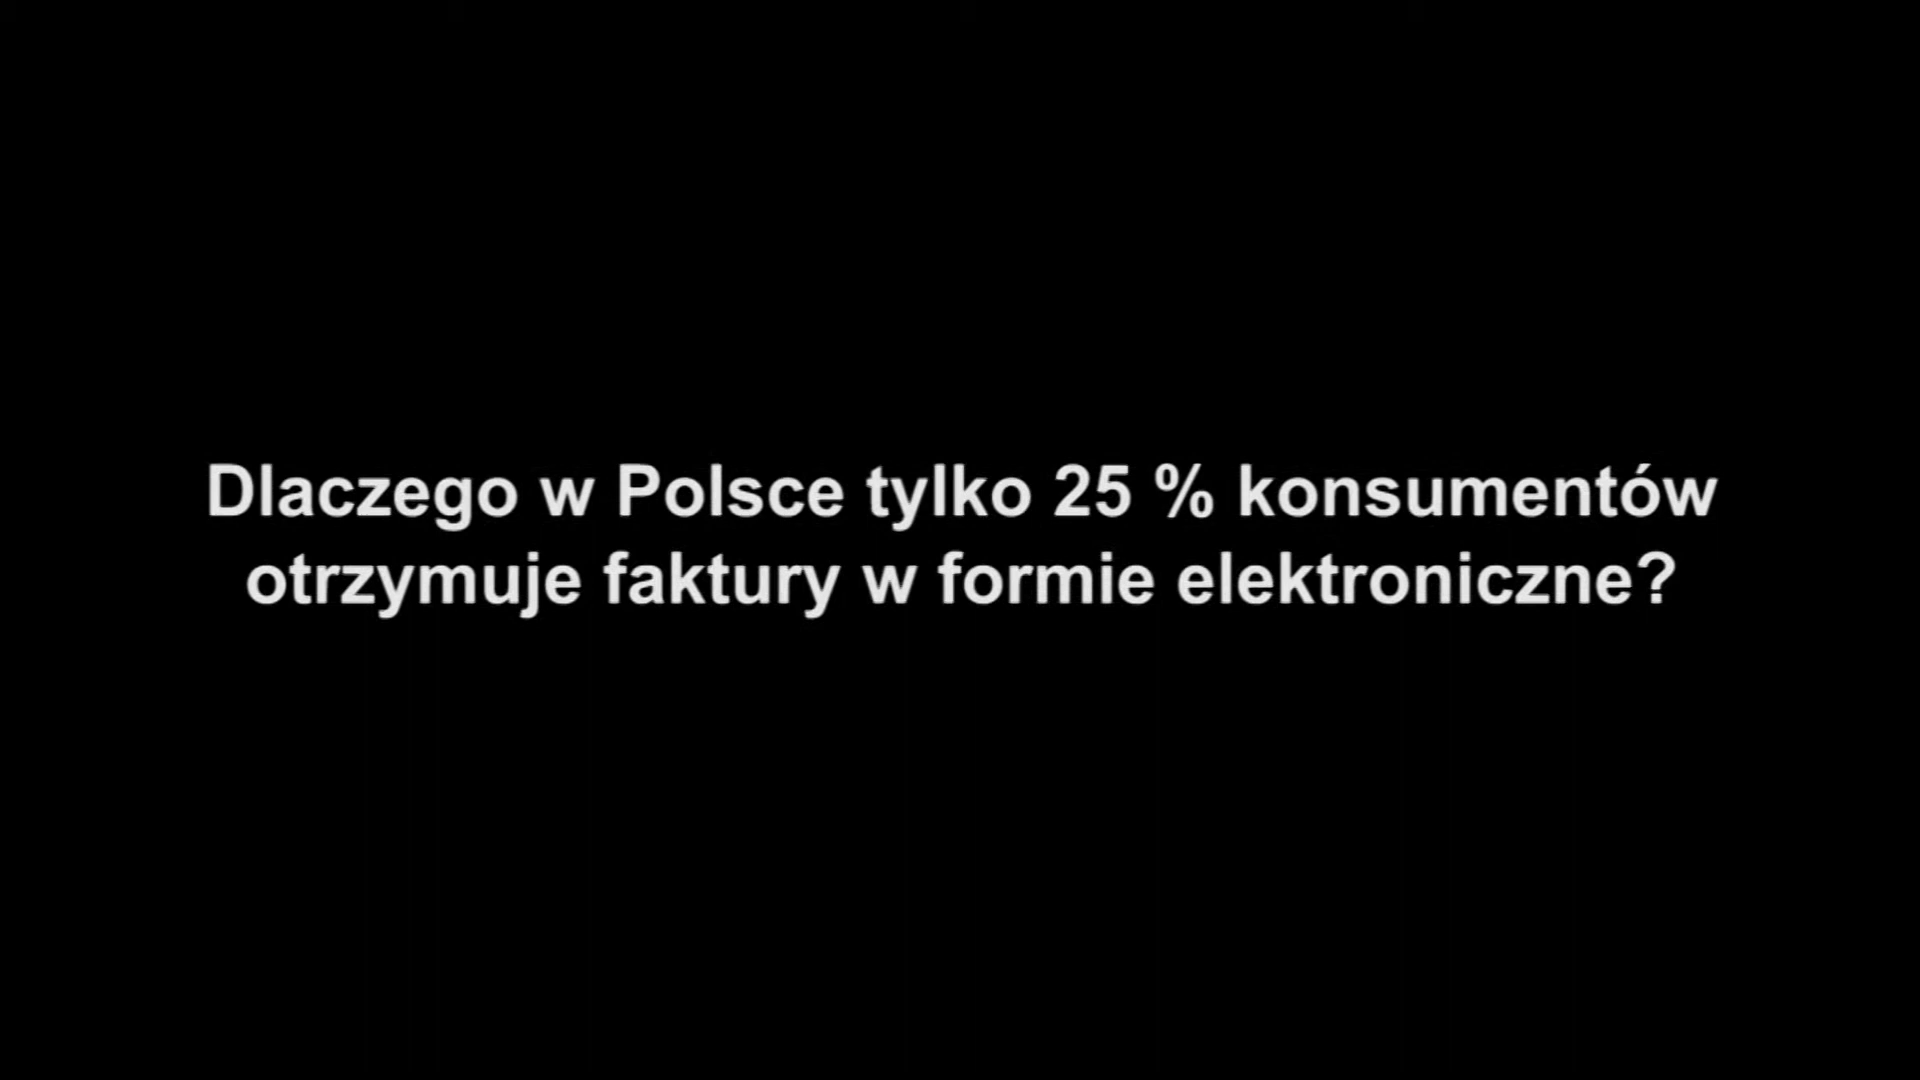 Dlaczego w Polsce tylko 25 % konsumentów
otrzymuje faktury w formie elektroniczne?